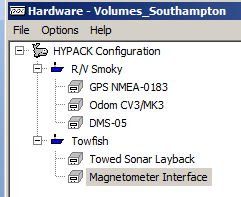 Hardware - Volumes_Southampton
File Options Help
HYPACK Configuration
R/V Smoky
GPS NMEA-0183
Odom CV3/MK3
DMS-05
Towfish
Towed Sonar Layback
Magnetometer Interface